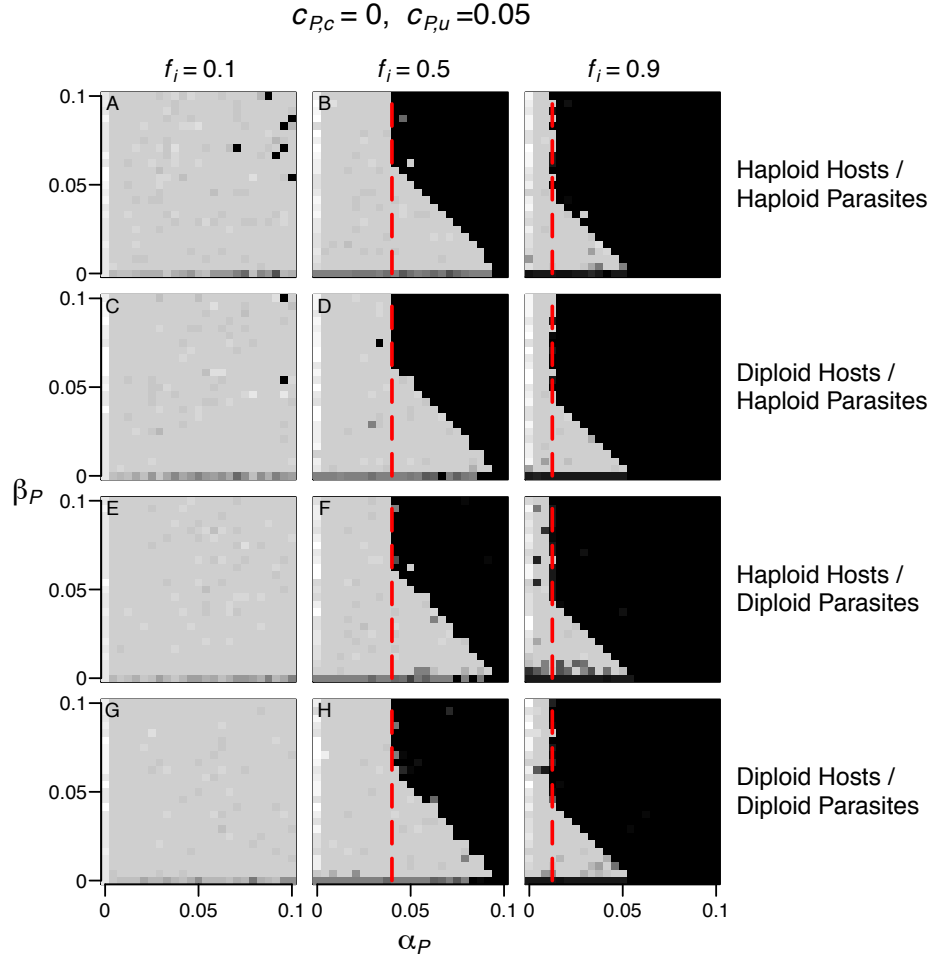 c_{P,c} = 0, c_{P,u} =0.05
f_i = 0.1 f_i = 0.5 f_i = 0.9
0.1 A B
0.05
0
Haploid Hosts /
Haploid Parasites
0.1 C D
0.05
0
Diploid Hosts /
Haploid Parasites
β_P
0.1 E F
0.05
0
Haploid Hosts /
Diploid Parasites
0.1 G H
0.05
0
Diploid Hosts /
Diploid Parasites
0 0.05 0.1 0 0.05 0.1 0 0.05 0.1
α_P